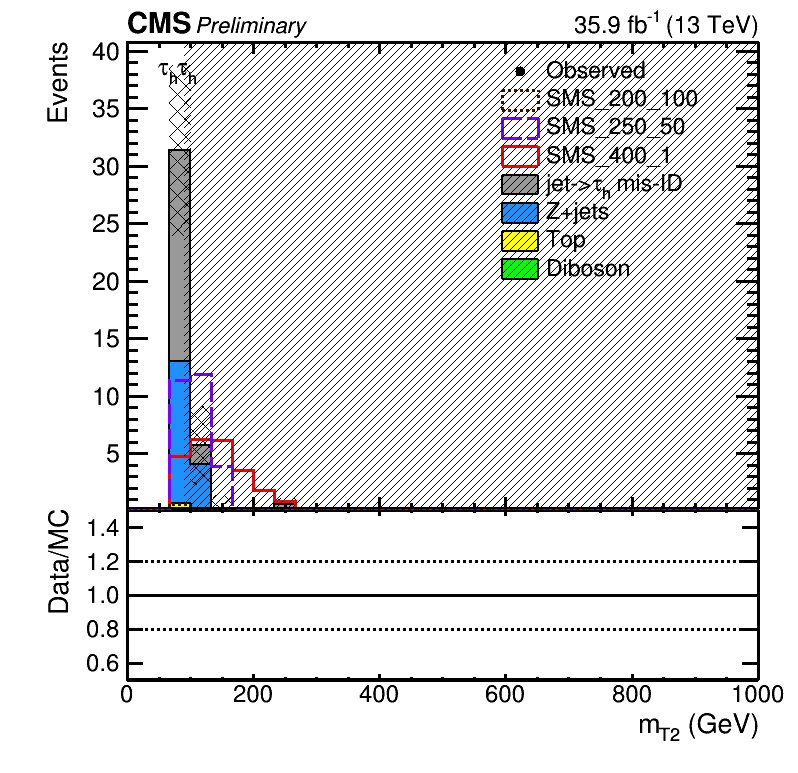 CMS Preliminary 35.9 fb⁻¹ (13 TeV)
Events
40
35
30
25
20
15
10
5
τₕτₕ
Observed
SMS_200_100
SMS_250_50
SMS_400_1
jet->τₕ mis-ID
Z+jets
Top
Diboson
Data/MC
1.4
1.2
1.0
0.8
0.6
0 200 400 600 800 1000
m_T2 (GeV)